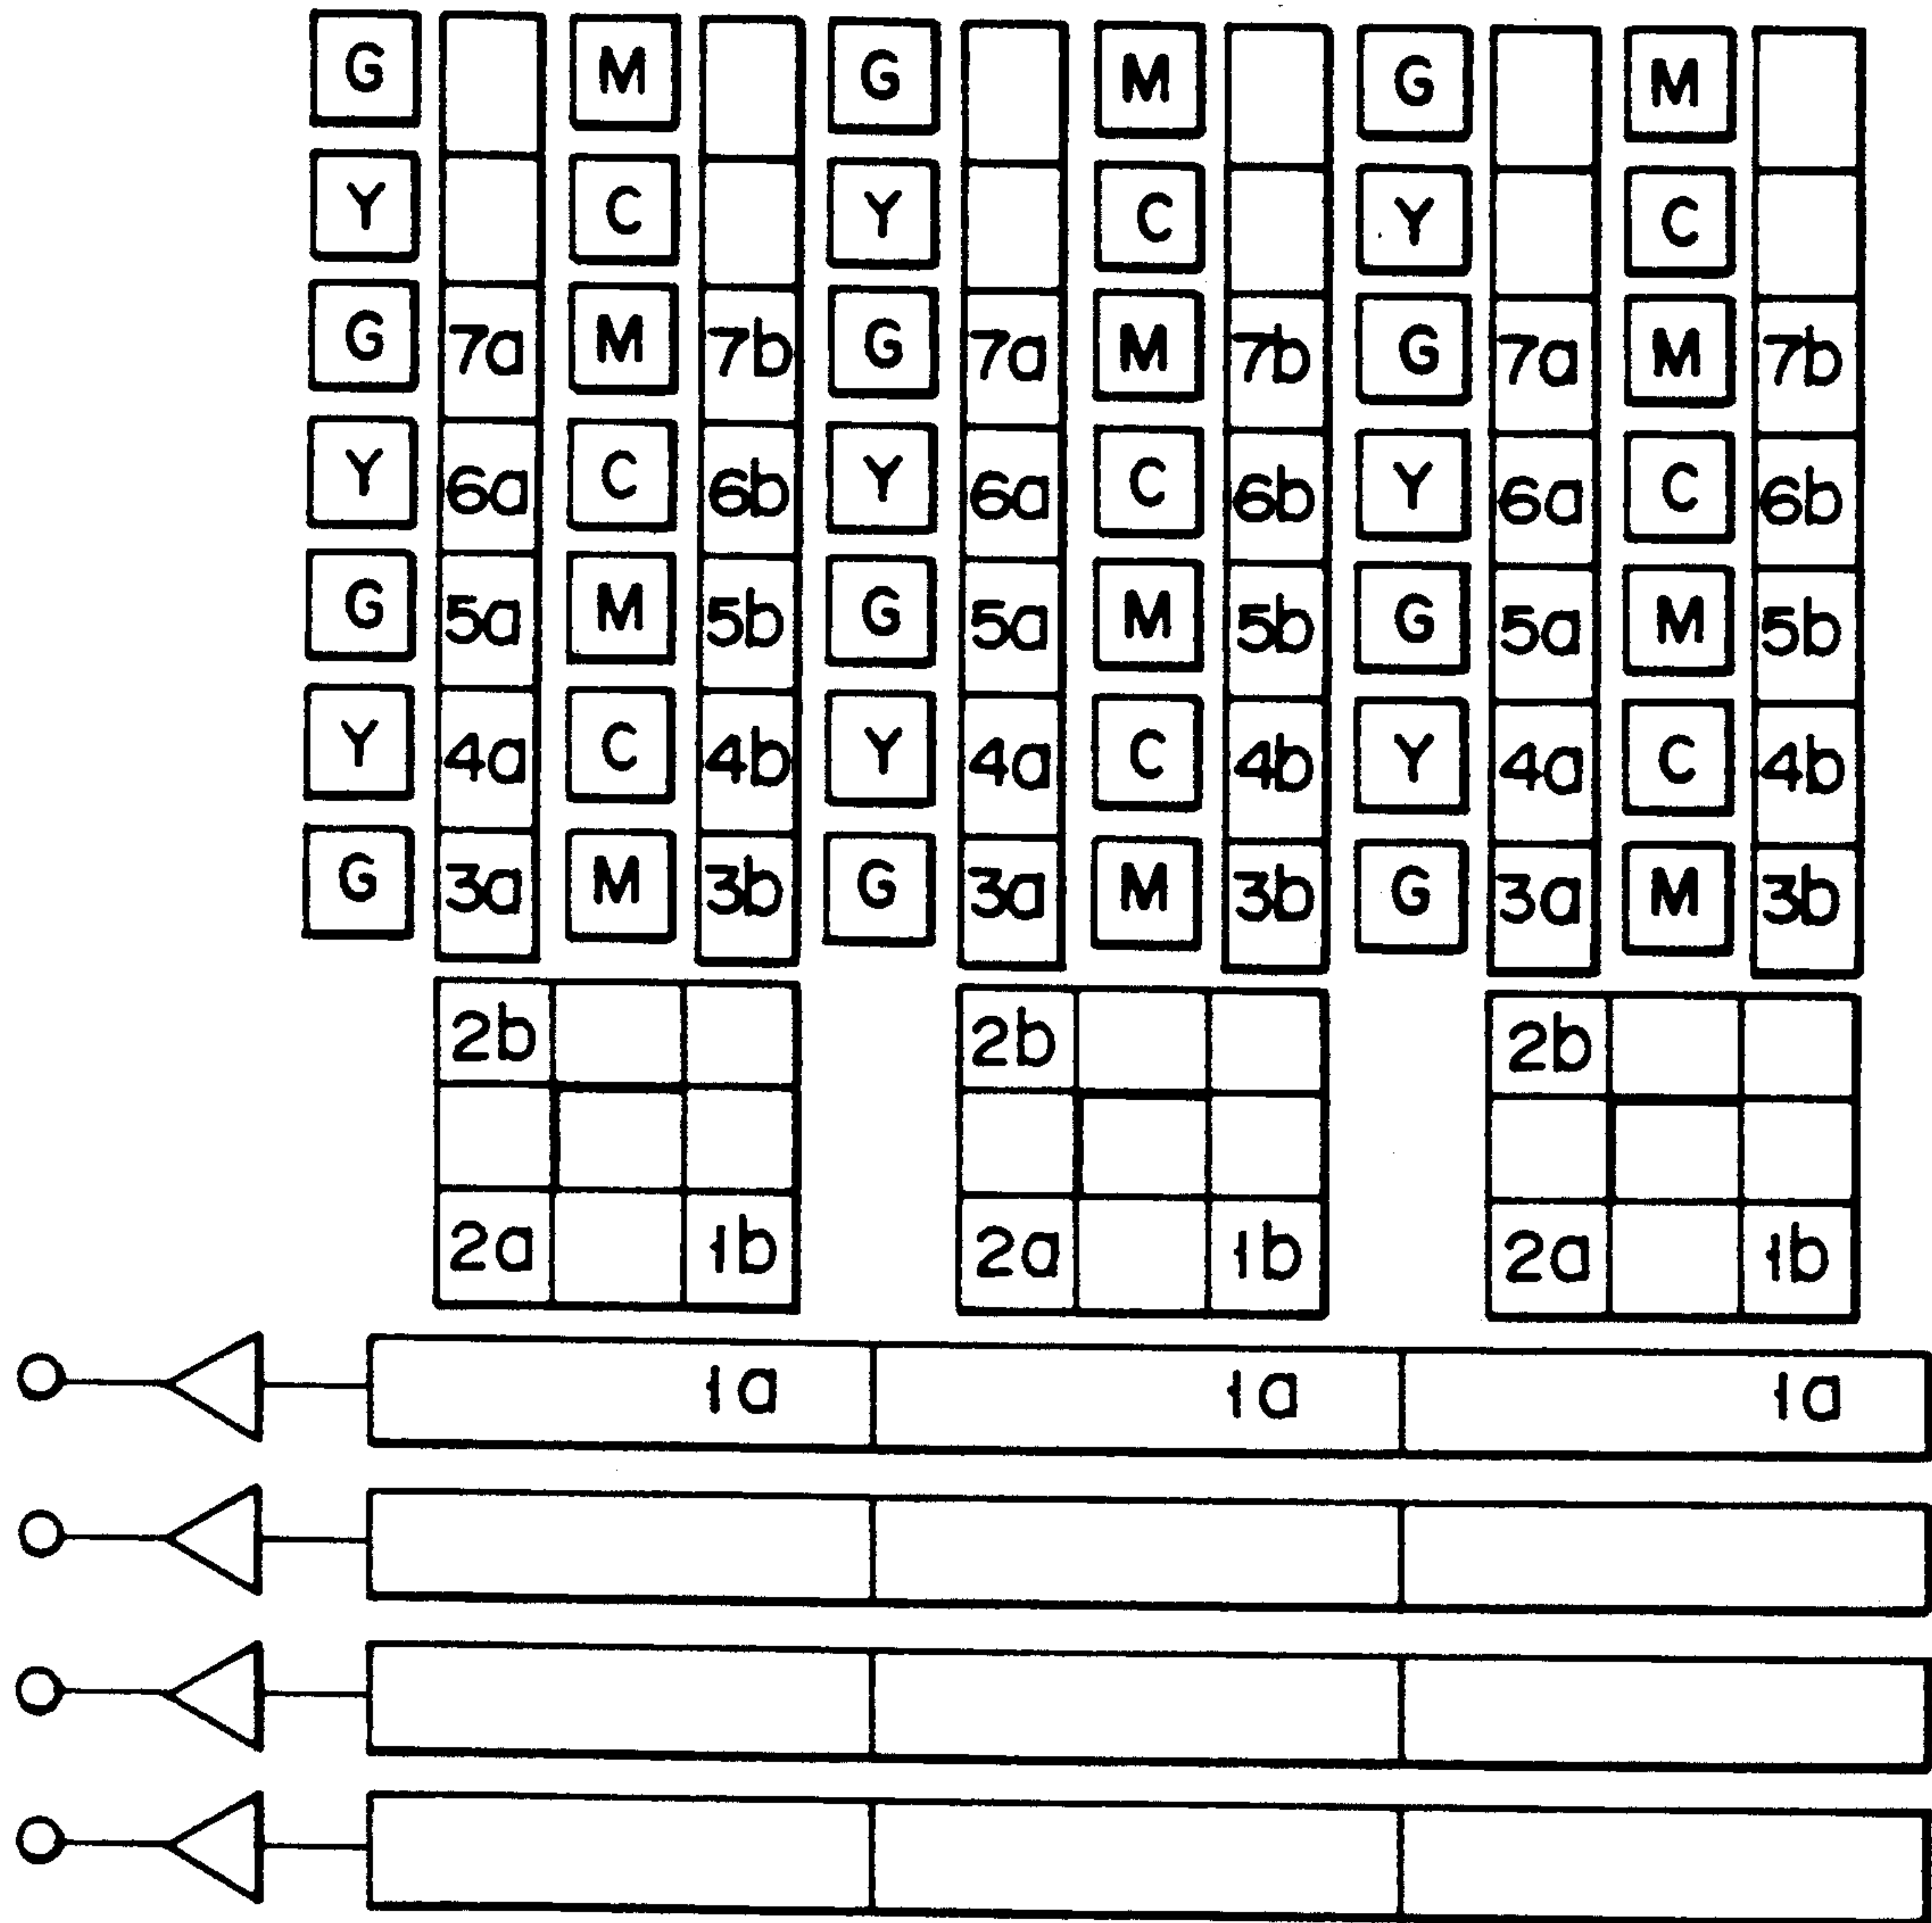 G M G M G M
Y C Y C Y C
G 7a M 7b G 7a M 7b G 7a M 7b
Y 6a C 6b Y 6a C 6b Y 6a C 6b
G 5a M 5b G 5a M 5b G 5a M 5b
Y 4a C 4b Y 4a C 4b Y 4a C 4b
G 3a M 3b G 3a M 3b G 3a M 3b
2b 2b 2b
2a 1b 2a 1b 2a 1b
1a 1a 1a